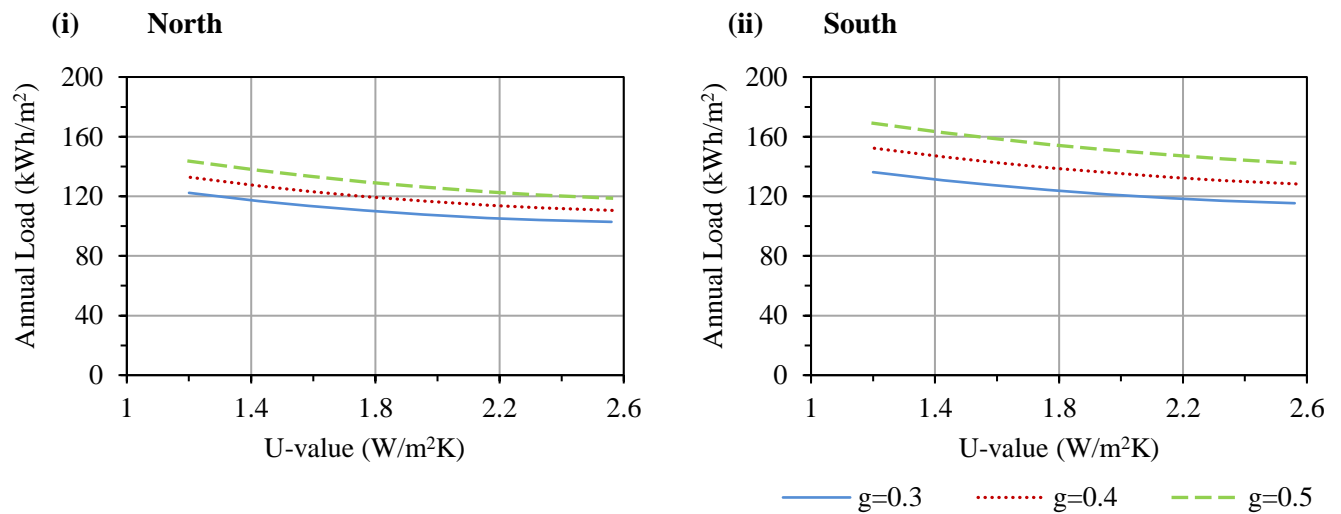 (i) North
200
160
120
80
40
0
Annual Load (kWh/m²)
1 1.4 1.8 2.2 2.6
U-value (W/m²K)
(ii) South
200
160
120
80
40
0
Annual Load (kWh/m²)
1 1.4 1.8 2.2 2.6
U-value (W/m²K)
g=0.3 g=0.4 g=0.5